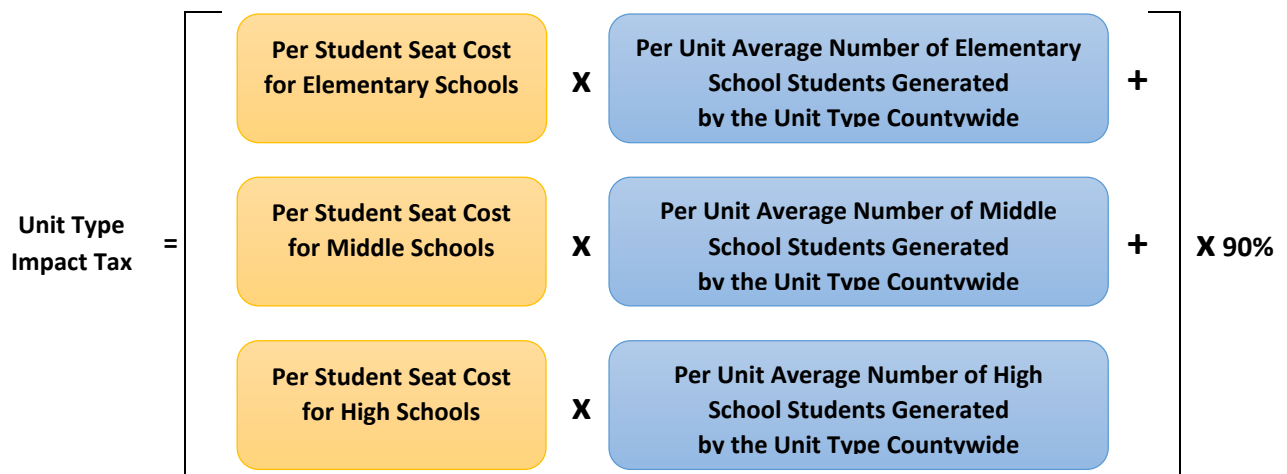 Per Student Seat Cost
for Elementary Schools
x
Per Unit Average Number of Elementary
School Students Generated
by the Unit Type Countywide
+
Unit Type
Impact Tax
=
Per Student Seat Cost
for Middle Schools
x
Per Unit Average Number of Middle
School Students Generated
by the Unit Type Countywide
+
x 90%
Per Student Seat Cost
for High Schools
x
Per Unit Average Number of High
School Students Generated
by the Unit Type Countywide